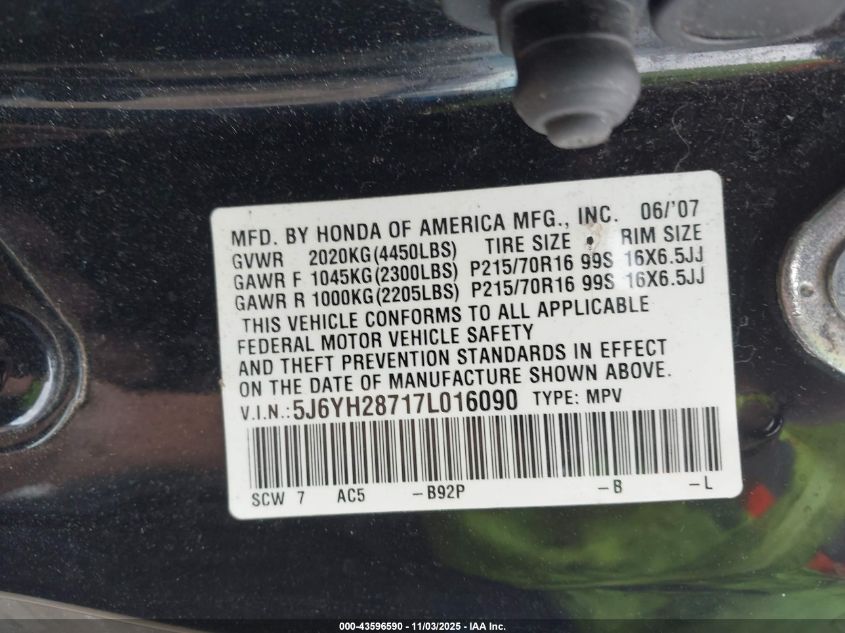 MFD. BY HONDA OF AMERICA MFG., INC. 06/'07
GVWR 2020KG(4450LBS) TIRE SIZE RIM SIZE
GAWR F 1045KG(2300LBS) P215/70R16 99S 16X6.5JJ
GAWR R 1000KG(2205LBS) P215/70R16 99S 16X6.5JJ
THIS VEHICLE CONFORMS TO ALL APPLICABLE
FEDERAL MOTOR VEHICLE SAFETY
AND THEFT PREVENTION STANDARDS IN EFFECT
ON THE DATE OF MANUFACTURE SHOWN ABOVE.
V.I.N.:5J6YH28717L016090 TYPE: MPV
SCW 7 AC5 -B92P -B -L
000-43596590 - 11/03/2025 - IAA Inc.